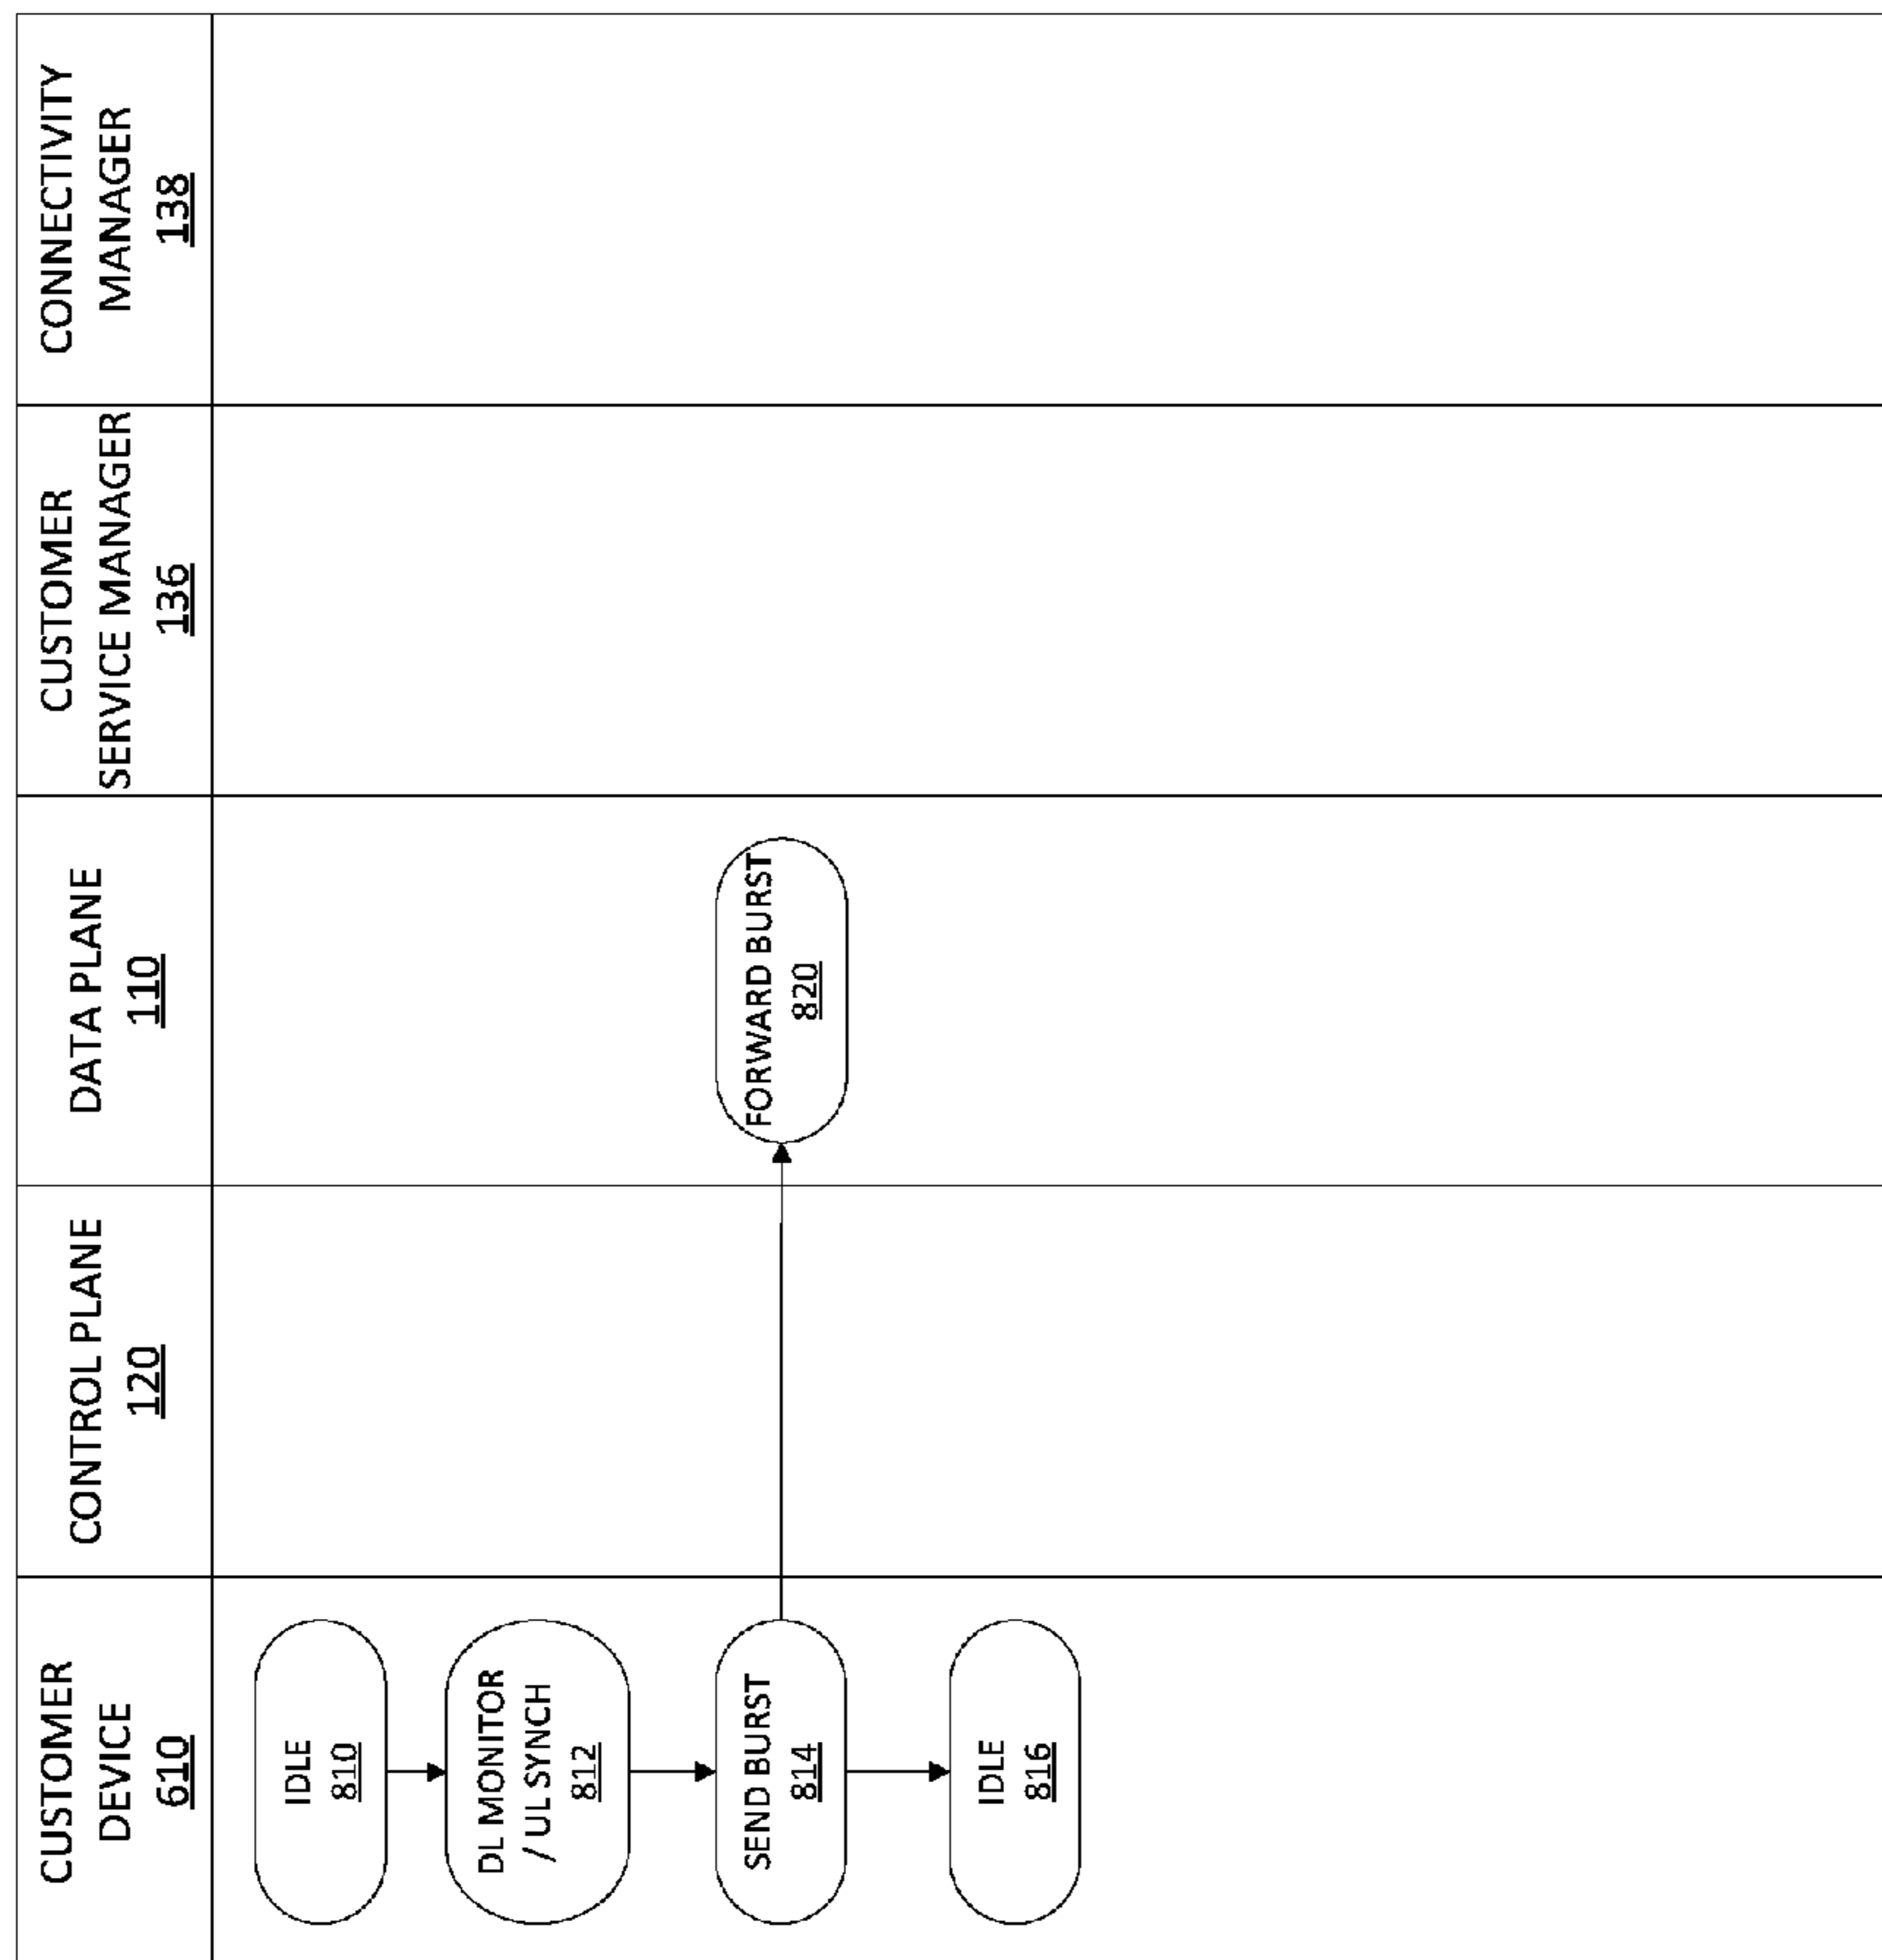 CUSTOMER
DEVICE
610
CONTROL PLANE
120
DATA PLANE
110
CUSTOMER
SERVICE MANAGER
136
CONNECTIVITY
MANAGER
138
IDLE
810
DL MONITOR
/ UL SYNCH
812
SEND BURST
814
FORWARD BURST
820
IDLE
816